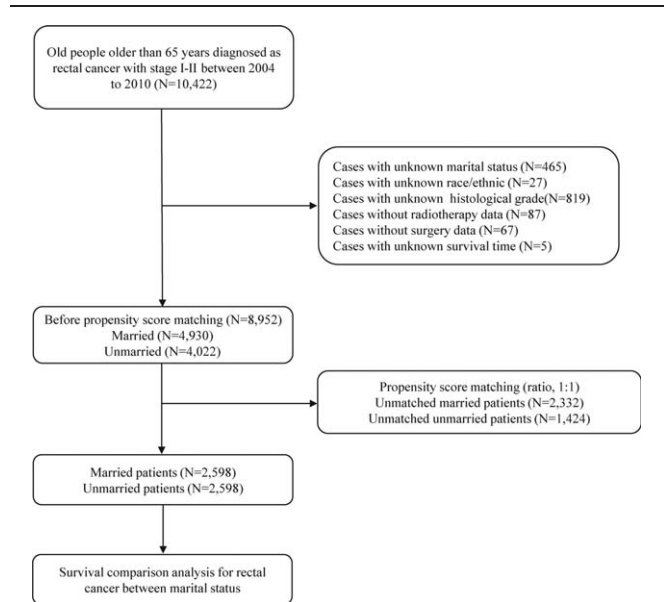 Old people older than 65 years diagnosed as
rectal cancer with stage I-II between 2004
to 2010 (N=10,422)
Cases with unknown marital status (N=465)
Cases with unknown race/ethnic (N=27)
Cases with unknown histological grade(N=819)
Cases without radiotherapy data (N=87)
Cases without surgery data (N=67)
Cases with unknown survival time (N=5)
Before propensity score matching (N=8,952)
Married (N=4,930)
Unmarried (N=4,022)
Propensity score matching (ratio, 1:1)
Unmatched married patients (N=2,332)
Unmatched unmarried patients (N=1,424)
Married patients (N=2,598)
Unmarried patients (N=2,598)
Survival comparison analysis for rectal
cancer between marital status